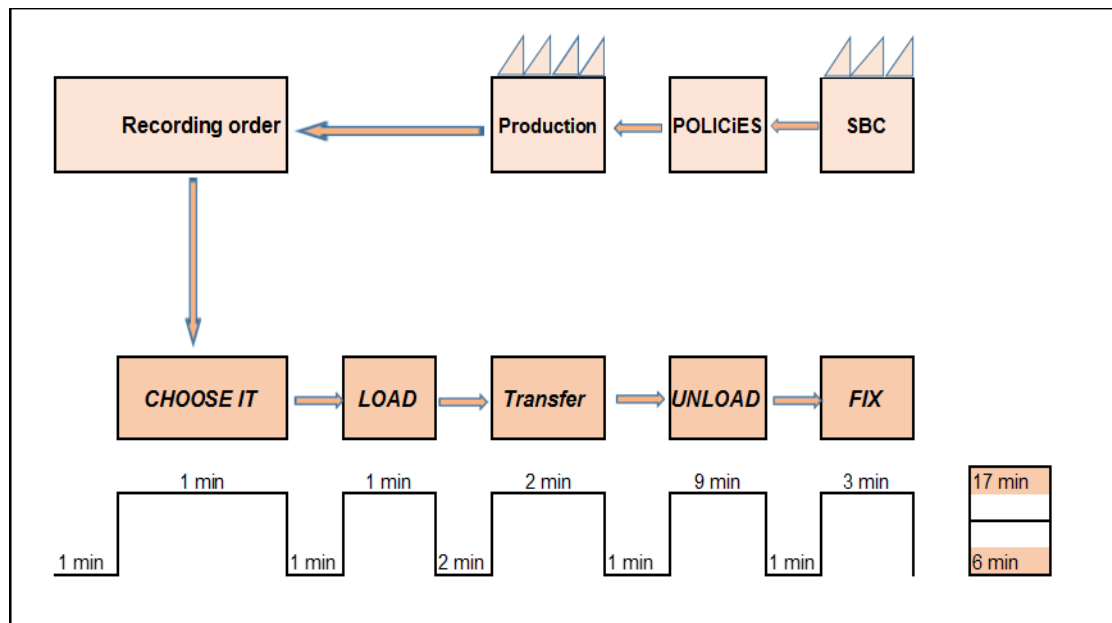 Recording order
Production
POLICiES
SBC
CHOOSE IT
LOAD
Transfer
UNLOAD
FIX
1 min
1 min
2 min
9 min
3 min
17 min
1 min
1 min
2 min
1 min
1 min
6 min